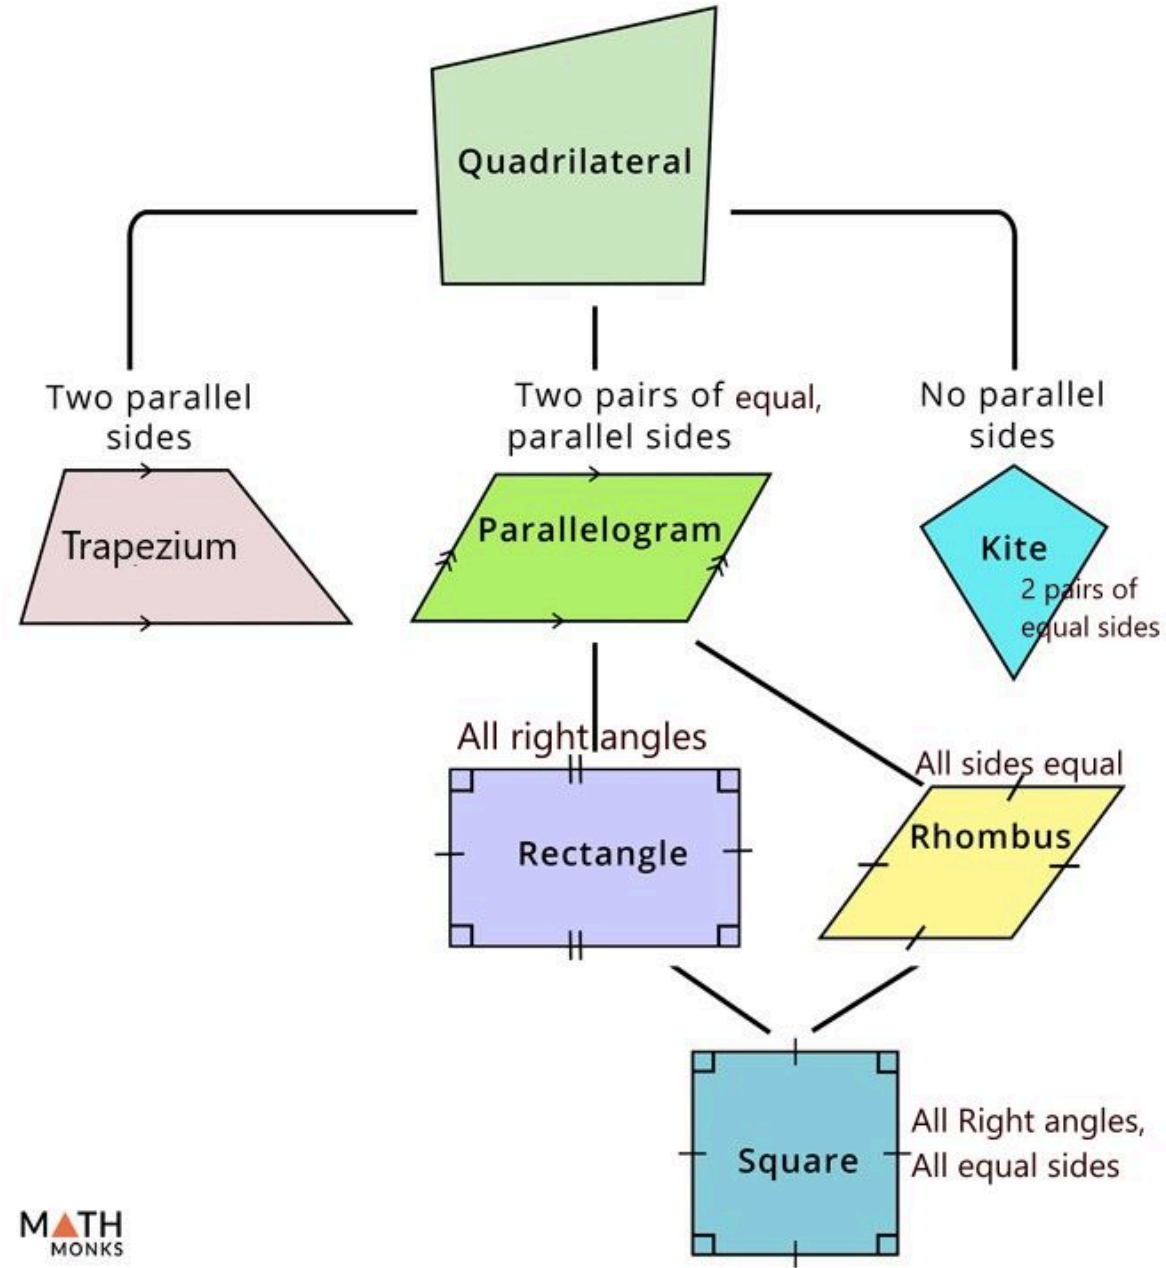 Quadrilateral
Two parallel
sides
Two pairs of equal,
parallel sides
No parallel
sides
Trapezium
Parallelogram
Kite
2 pairs of
equal sides
All right angles
Rectangle
All sides equal
Rhombus
Square
All Right angles,
All equal sides
MATH
MONKS